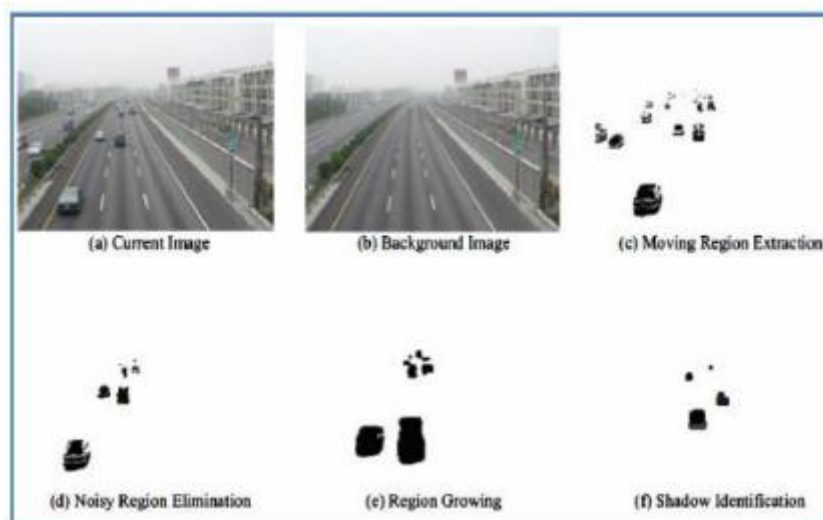 (a) Current Image
(b) Background Image
(c) Moving Region Extraction
(d) Noisy Region Elimination
(e) Region Growing
(f) Shadow Identification